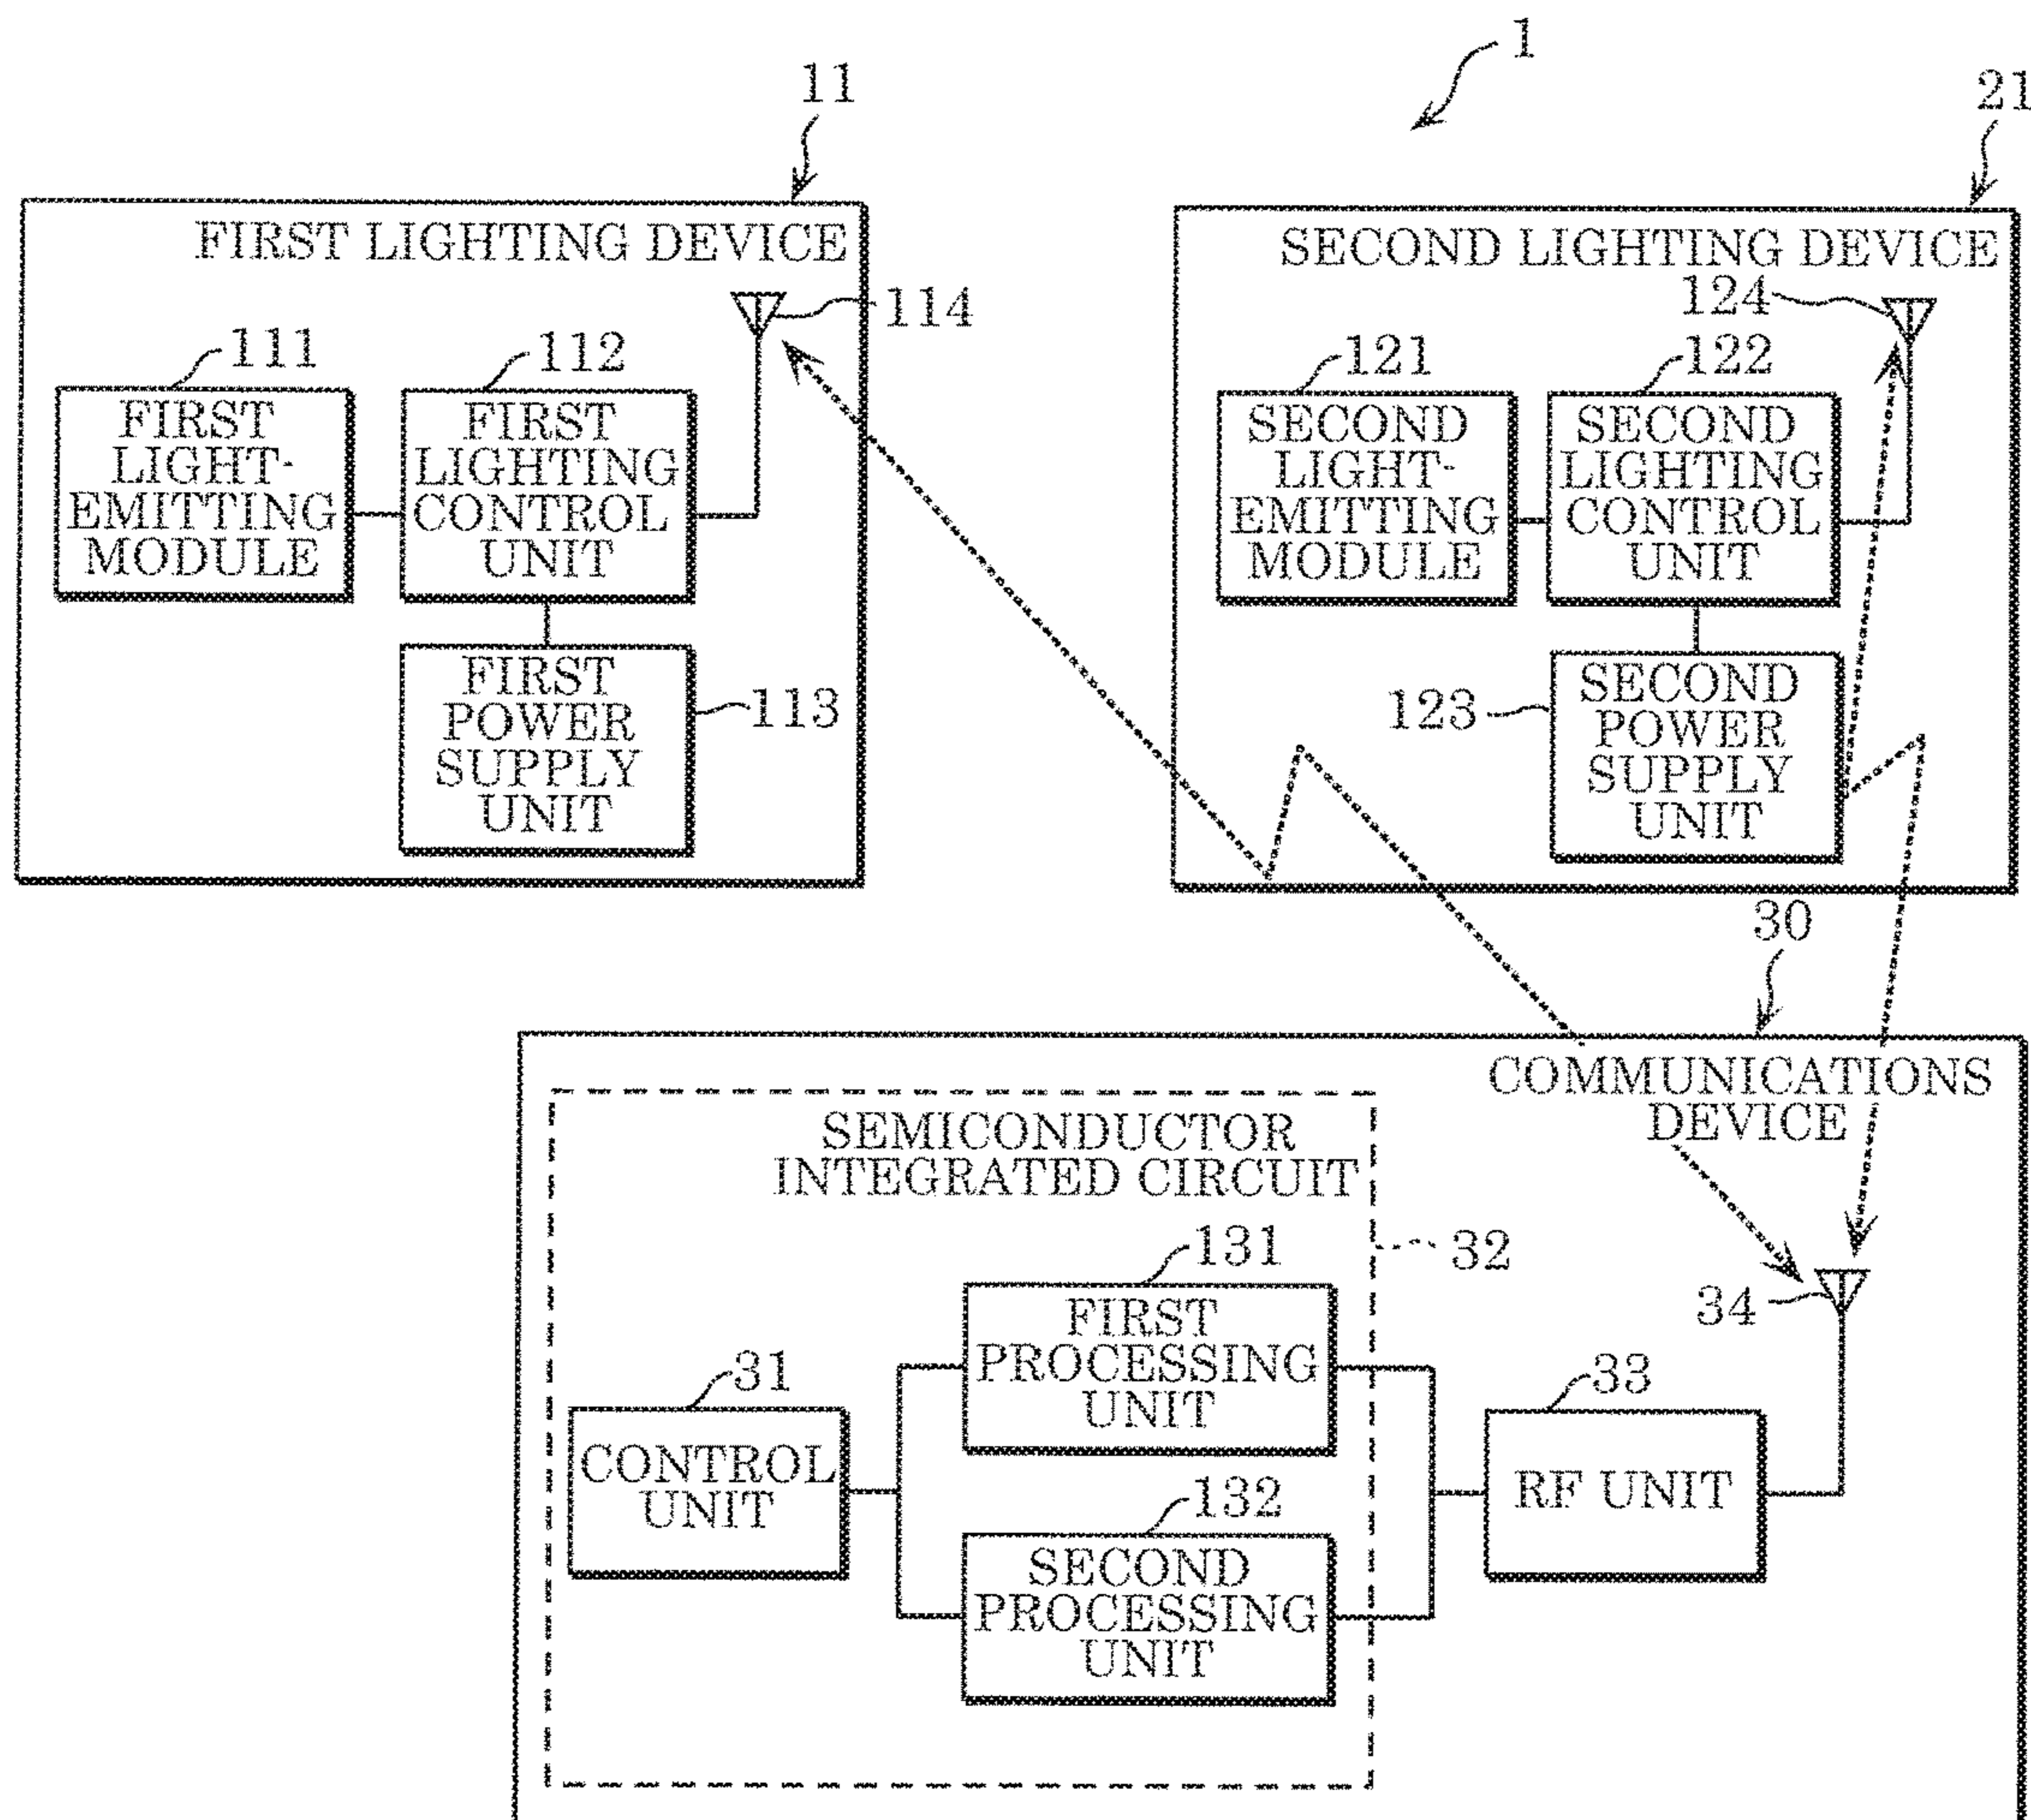 1
11
21
FIRST LIGHTING DEVICE
114
111
FIRST
LIGHT-
EMITTING
MODULE
112
FIRST
LIGHTING
CONTROL
UNIT
FIRST
POWER
SUPPLY
UNIT
113
SECOND LIGHTING DEVICE
124
121
SECOND
LIGHT-
EMITTING
MODULE
122
SECOND
LIGHTING
CONTROL
UNIT
123
SECOND
POWER
SUPPLY
UNIT
30
COMMUNICATIONS
DEVICE
SEMICONDUCTOR
INTEGRATED CIRCUIT
32
131
FIRST
PROCESSING
UNIT
34
31
CONTROL
UNIT
33
RF UNIT
132
SECOND
PROCESSING
UNIT